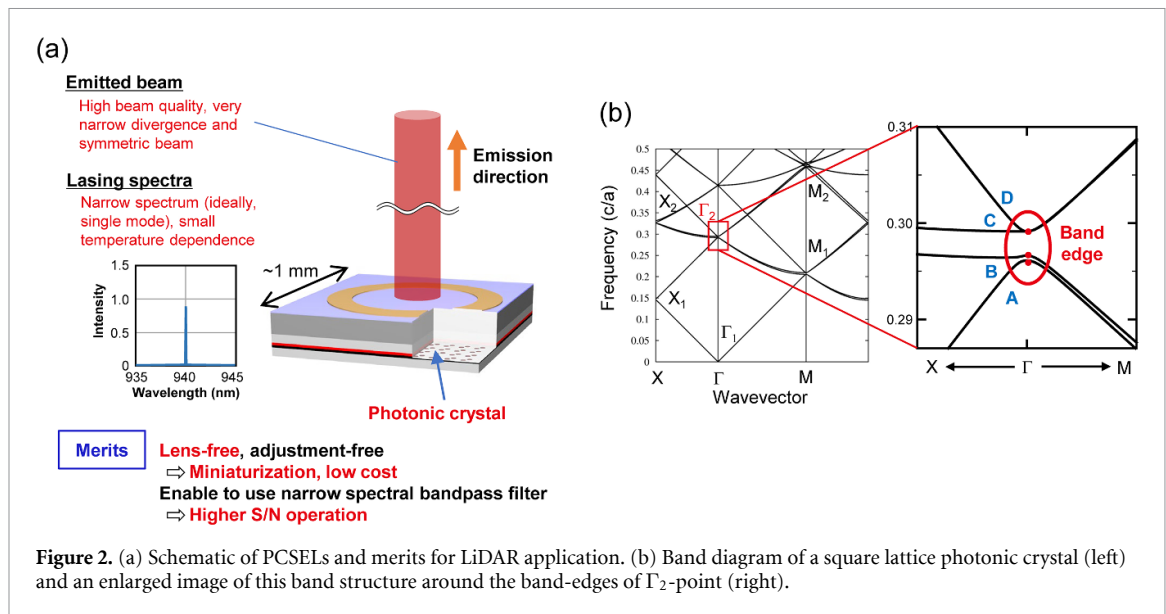 (a)
Emitted beam
High beam quality, very
narrow divergence and
symmetric beam
Lasing spectra
Narrow spectrum (ideally,
single mode), small
temperature dependence
Emission
direction
~1 mm
1.5
1.0
0.5
0
Intensity
935
940
945
Wavelength (nm)
Photonic crystal
Merits
Lens-free, adjustment-free
⇨ Miniaturization, low cost
Enable to use narrow spectral bandpass filter
⇨ Higher S/N operation
(b)
0.5
0.45
0.4
0.35
0.3
0.25
0.2
0.15
0.1
0.05
0
Frequency (c/a)
X₂
Γ₂
M₂
M₁
X₁
Γ₁
X
Γ
M
Wavevector
0.31
0.30
0.29
D
C
B
A
Band
edge
X
Γ
M
Figure 2. (a) Schematic of PCSELs and merits for LiDAR application. (b) Band diagram of a square lattice photonic crystal (left)
and an enlarged image of this band structure around the band-edges of Γ₂-point (right).